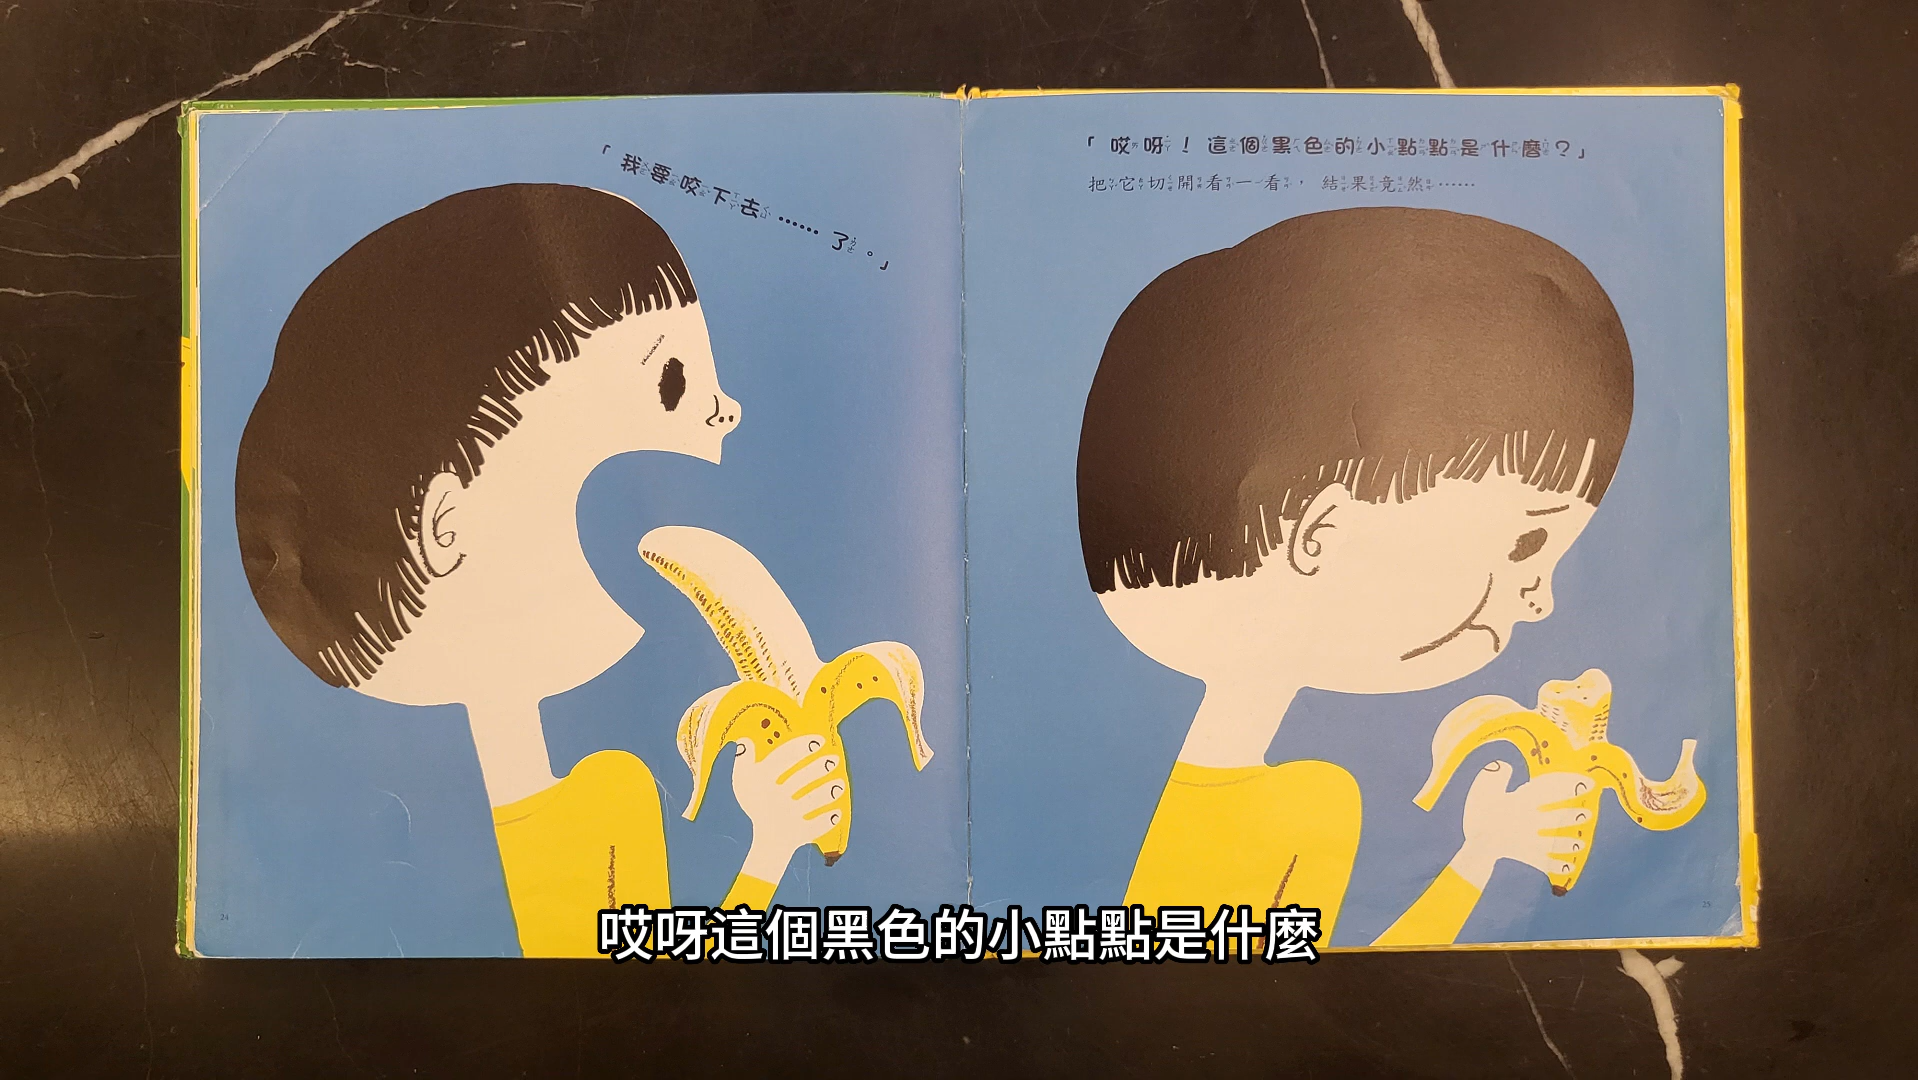 「我要咬下去……了。」
「哎呀！這個黑色的小點點是什麼？」
把它切開看一看，結果竟然……
24
25
哎呀這個黑色的小點點是什麼